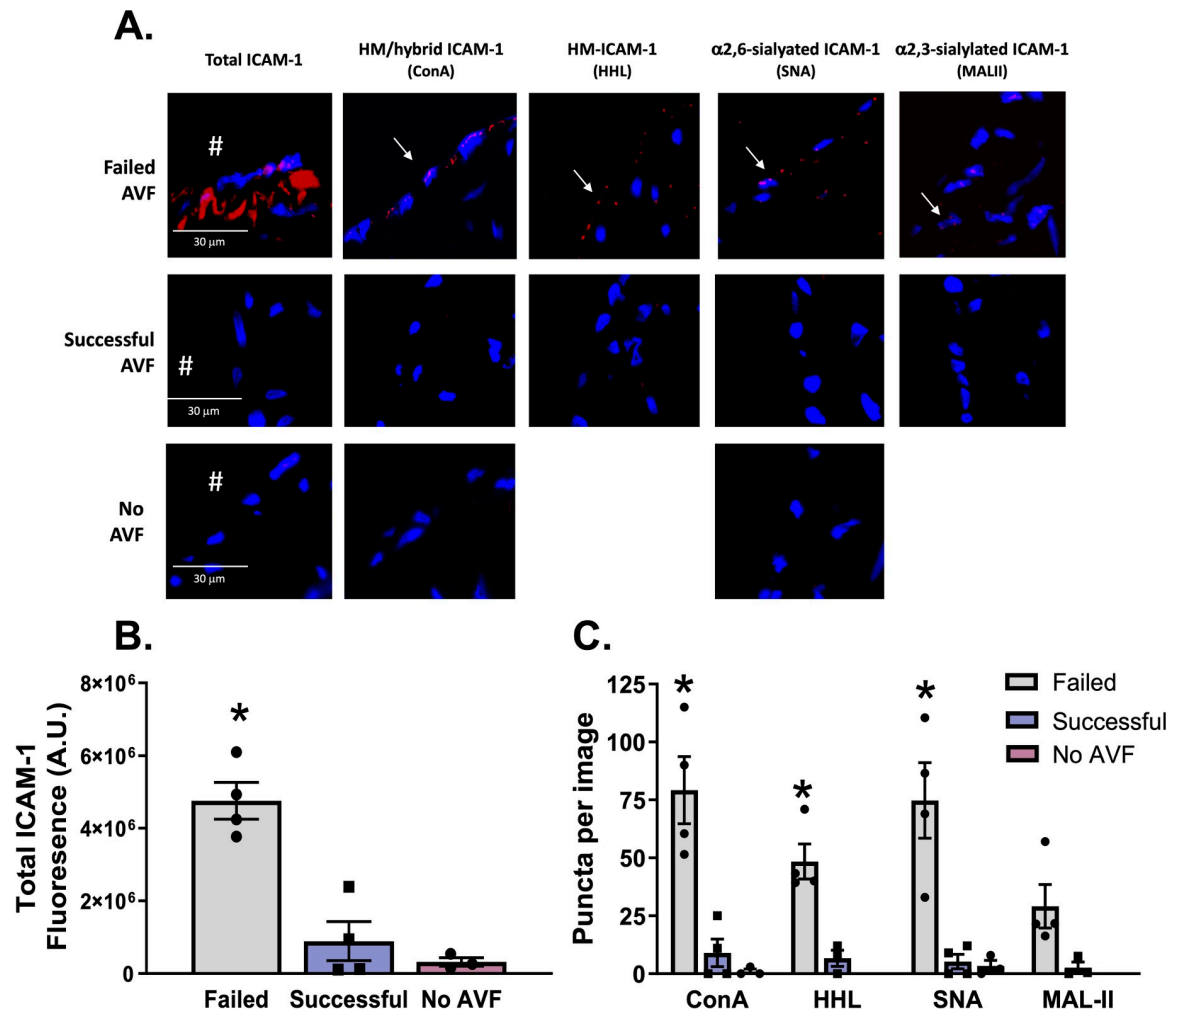 A.
Total ICAM-1
HM/hybrid ICAM-1
(ConA)
HM-ICAM-1
(HHL)
α2,6-sialyated ICAM-1
(SNA)
α2,3-sialylated ICAM-1
(MALII)
Failed
AVF
#
30 μm
Successful
AVF
#
30 μm
No
AVF
#
30 μm
B.
Total ICAM-1
Fluoresence (A.U.)
8×10⁶
6×10⁶
4×10⁶
2×10⁶
0
*
Failed Successful No AVF
C.
Puncta per image
125
100
75
50
25
0
*
*
*
Failed
Successful
No AVF
ConA HHL SNA MAL-II